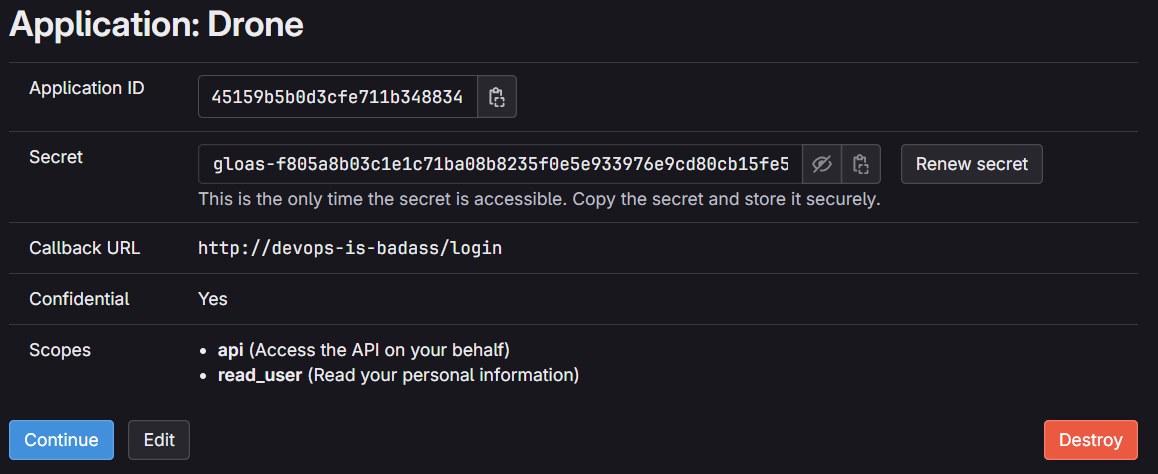 Application: Drone
Application ID
45159b5b0d3cfe711b348834
Secret
gloas-f805a8b03c1e1c71ba08b8235f0e5e933976e9cd80cb15fe5
Renew secret
This is the only time the secret is accessible. Copy the secret and store it securely.
Callback URL
http://devops-is-badass/login
Confidential
Yes
Scopes
• api (Access the API on your behalf)
• read_user (Read your personal information)
Continue
Edit
Destroy